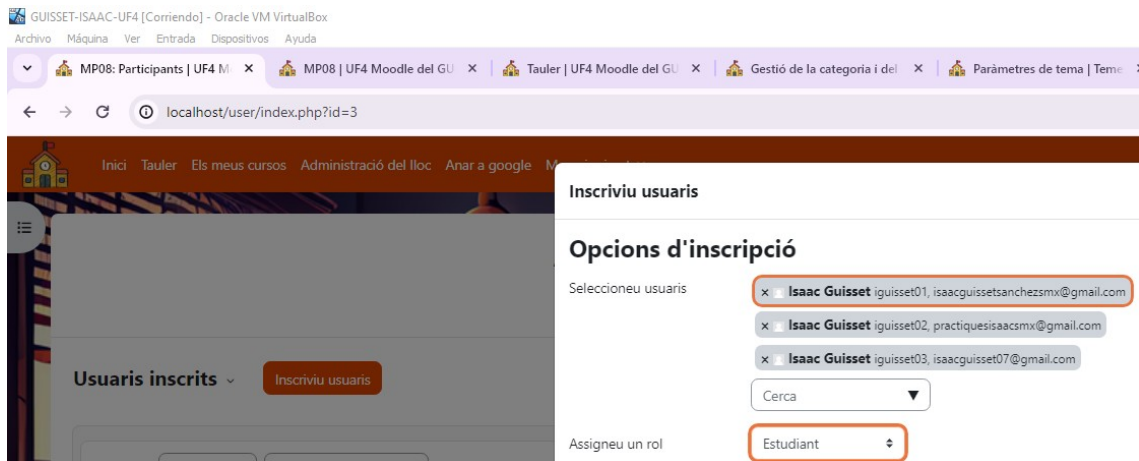 GUISSET-ISAAC-UF4 [Corriendo] - Oracle VM VirtualBox
Archivo Máquina Ver Entrada Dispositivos Ayuda
MP08: Participants | UF4 M
MP08 | UF4 Moodle del GU
Tauler | UF4 Moodle del GU
Gestió de la categoria i del
Paràmetres de tema | Teme
localhost/user/index.php?id=3
Inici Tauler Els meus cursos Administració del lloc Anar a google
Inscriviu usuaris
Opcions d'inscripció
Seleccioneu usuaris
× Isaac Guisset iguisset01, isaacguissetsanchezsmx@gmail.com
× Isaac Guisset iguisset02, practiquesisaacsmx@gmail.com
× Isaac Guisset iguisset03, isaacguisset07@gmail.com
Usuaris inscrits
Inscriviu usuaris
Cerca
Assigneu un rol
Estudiant